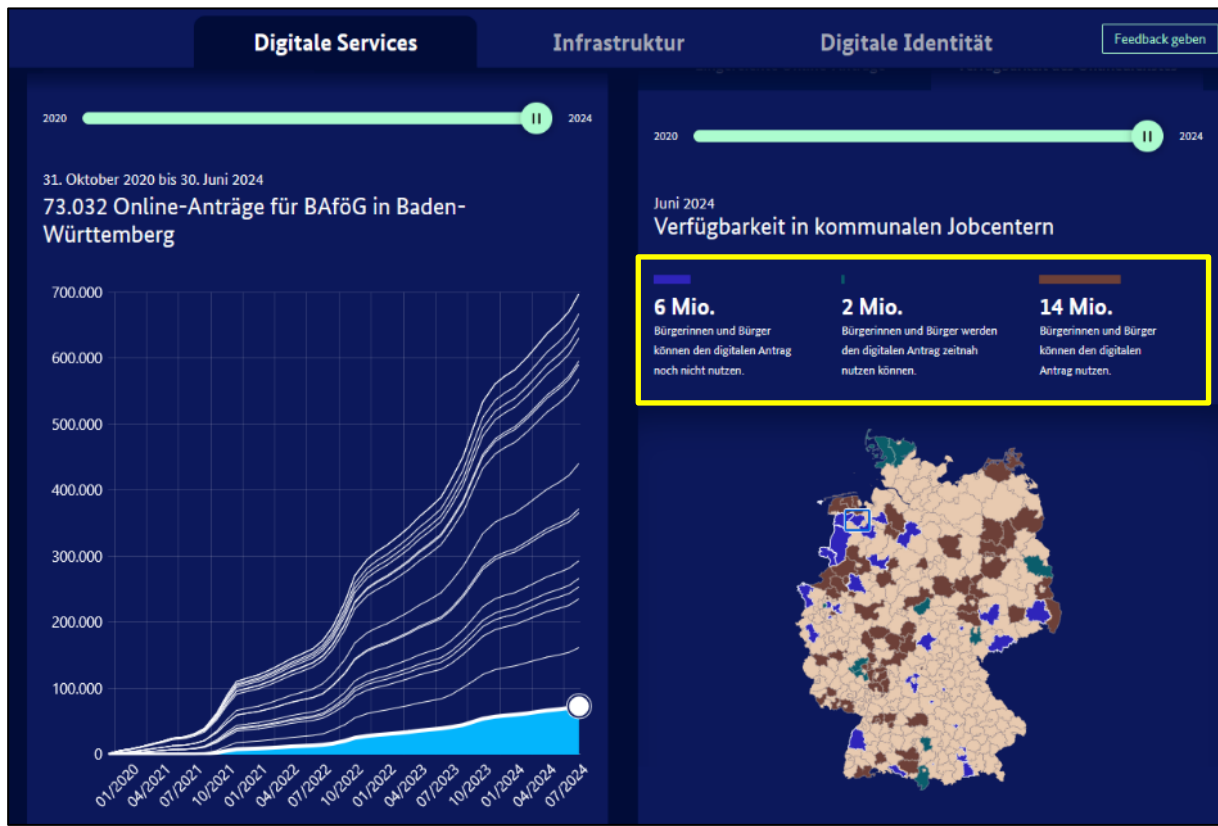 Digitale Services
Infrastruktur
Digitale Identität
Feedback geben
2020
2024
31. Oktober 2020 bis 30. Juni 2024
73.032 Online-Anträge für BAföG in Baden-
Württemberg
700.000
600.000
500.000
400.000
300.000
200.000
100.000
0
01/2020
04/2021
07/2021
10/2021
01/2021
04/2022
07/2022
10/2022
01/2022
04/2023
07/2023
10/2023
01/2024
04/2024
07/2024
2020
2024
Juni 2024
Verfügbarkeit in kommunalen Jobcentern
6 Mio.
Bürgerinnen und Bürger
können den digitalen Antrag
noch nicht nutzen.
2 Mio.
Bürgerinnen und Bürger werden
den digitalen Antrag zeitnah
nutzen können.
14 Mio.
Bürgerinnen und Bürger
können den digitalen
Antrag nutzen.